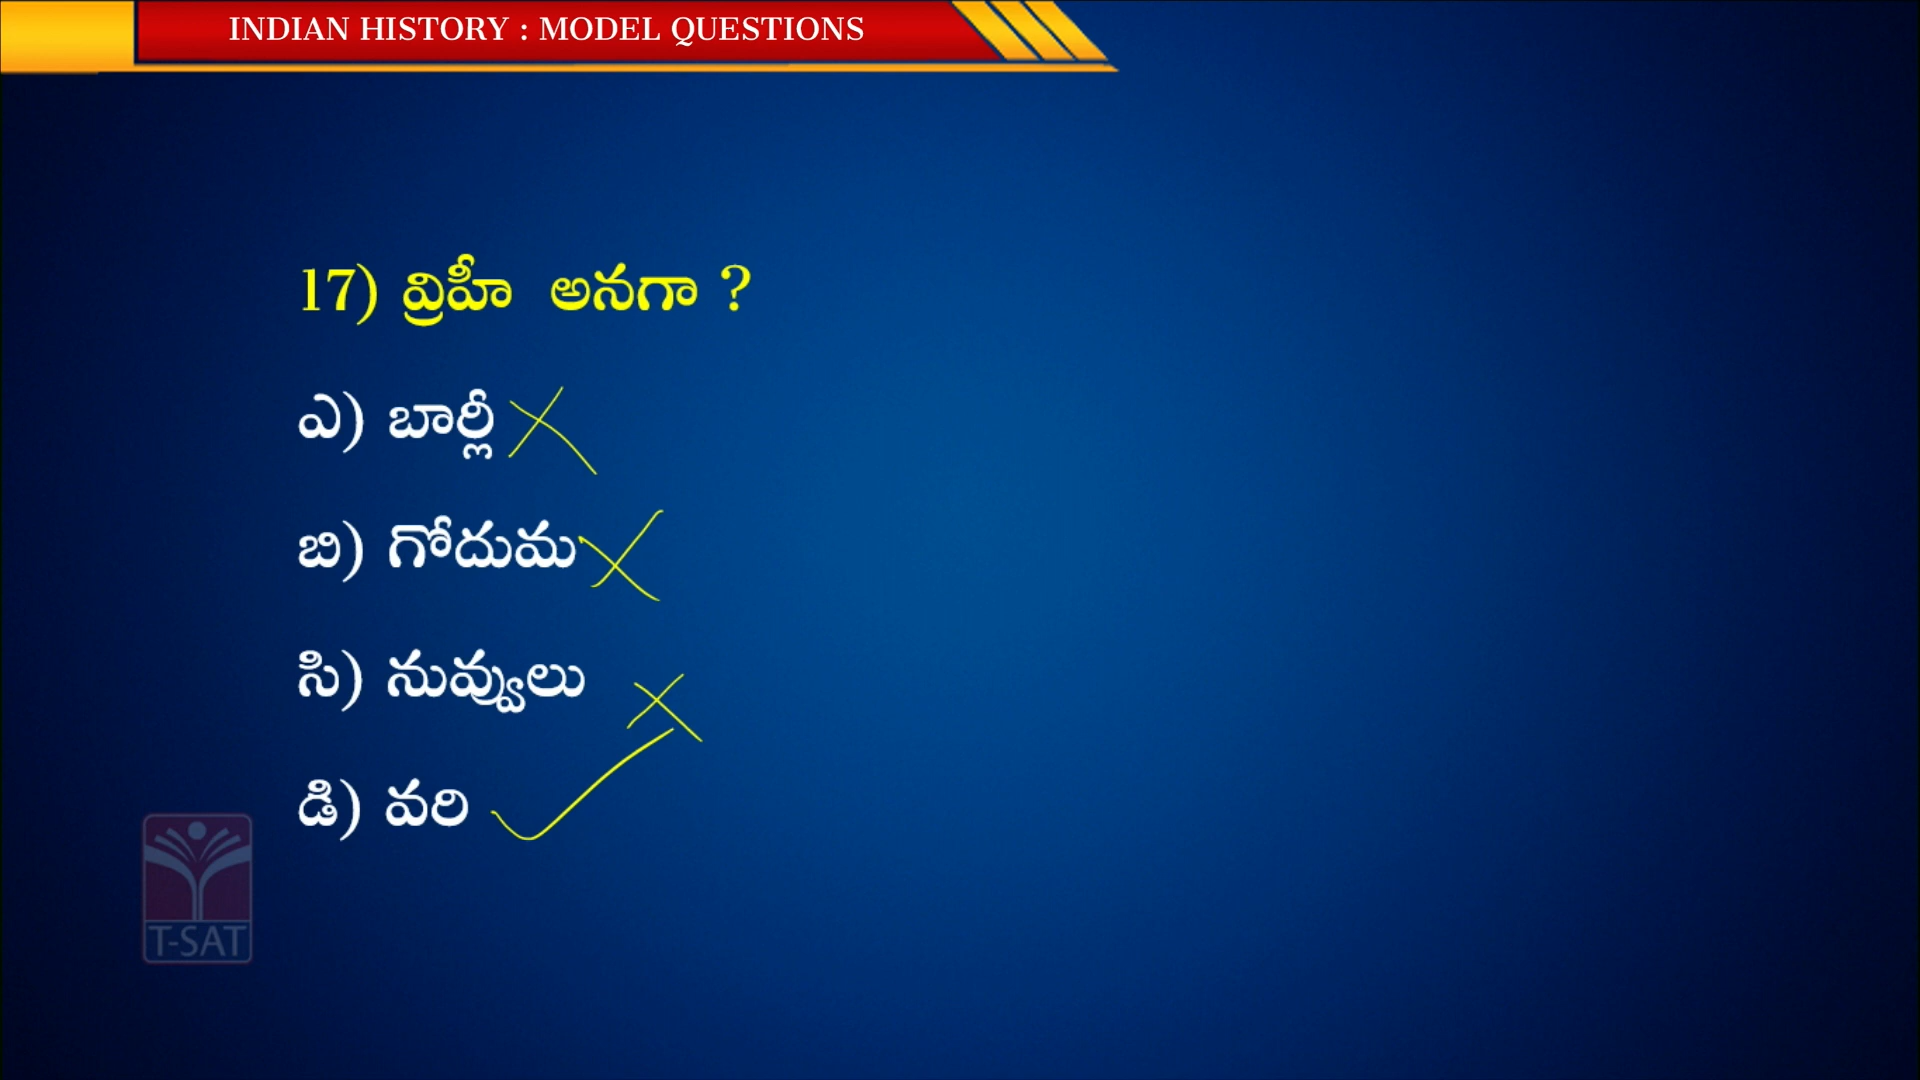 INDIAN HISTORY : MODEL QUESTIONS
17) వ్రిహీ అనగా ?
ఎ) బార్లీ
బి) గోదుమ
సి) నువ్వులు
డి) వరి
T-SAT